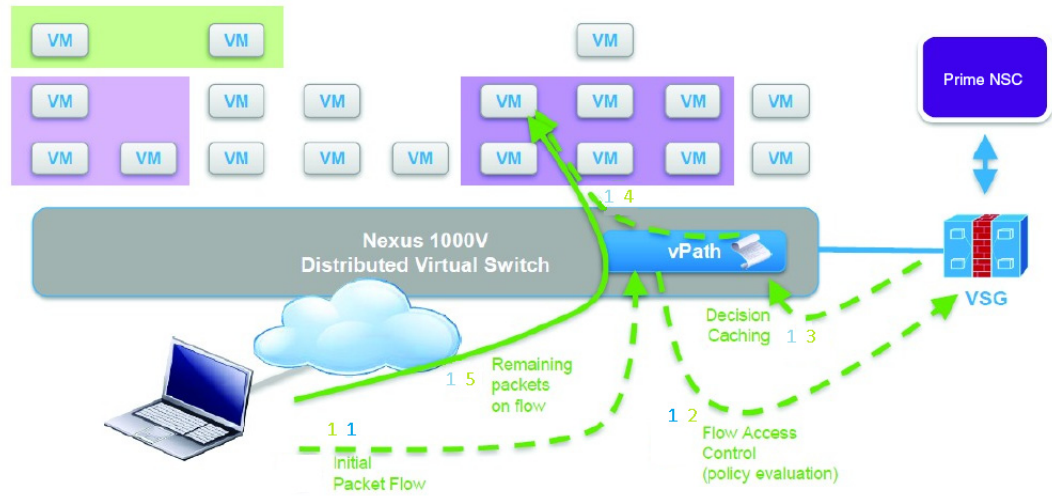 VM VM VM
Prime NSC
VM VM VM VM VM VM VM
VM VM VM VM VM VM VM VM VM
1 4
Nexus 1000V
Distributed Virtual Switch
vPath
VSG
Decision
Caching 1 3
1 5 Remaining
packets
on flow
1 1
Initial
Packet Flow
1 2 Flow Access
Control
(policy evaluation)